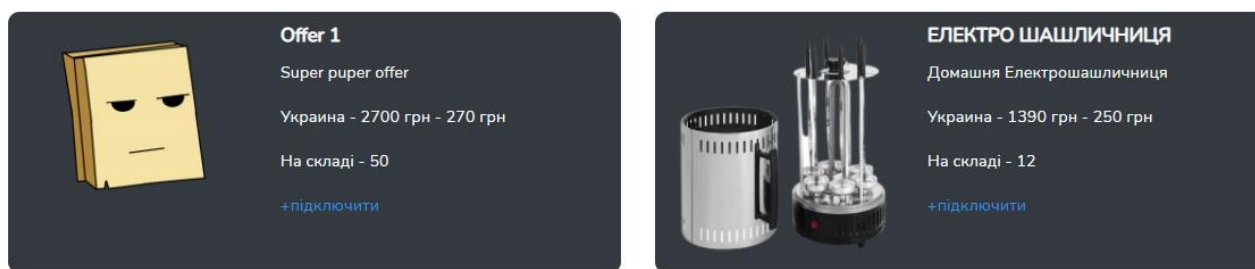 Offer 1
Super puper offer
Украина - 2700 грн - 270 грн
На складі - 50
+підключити
ЕЛЕКТРО ШАШЛИЧНИЦЯ
Домашня Електрошашличниця
Украина - 1390 грн - 250 грн
На складі - 12
+підключити